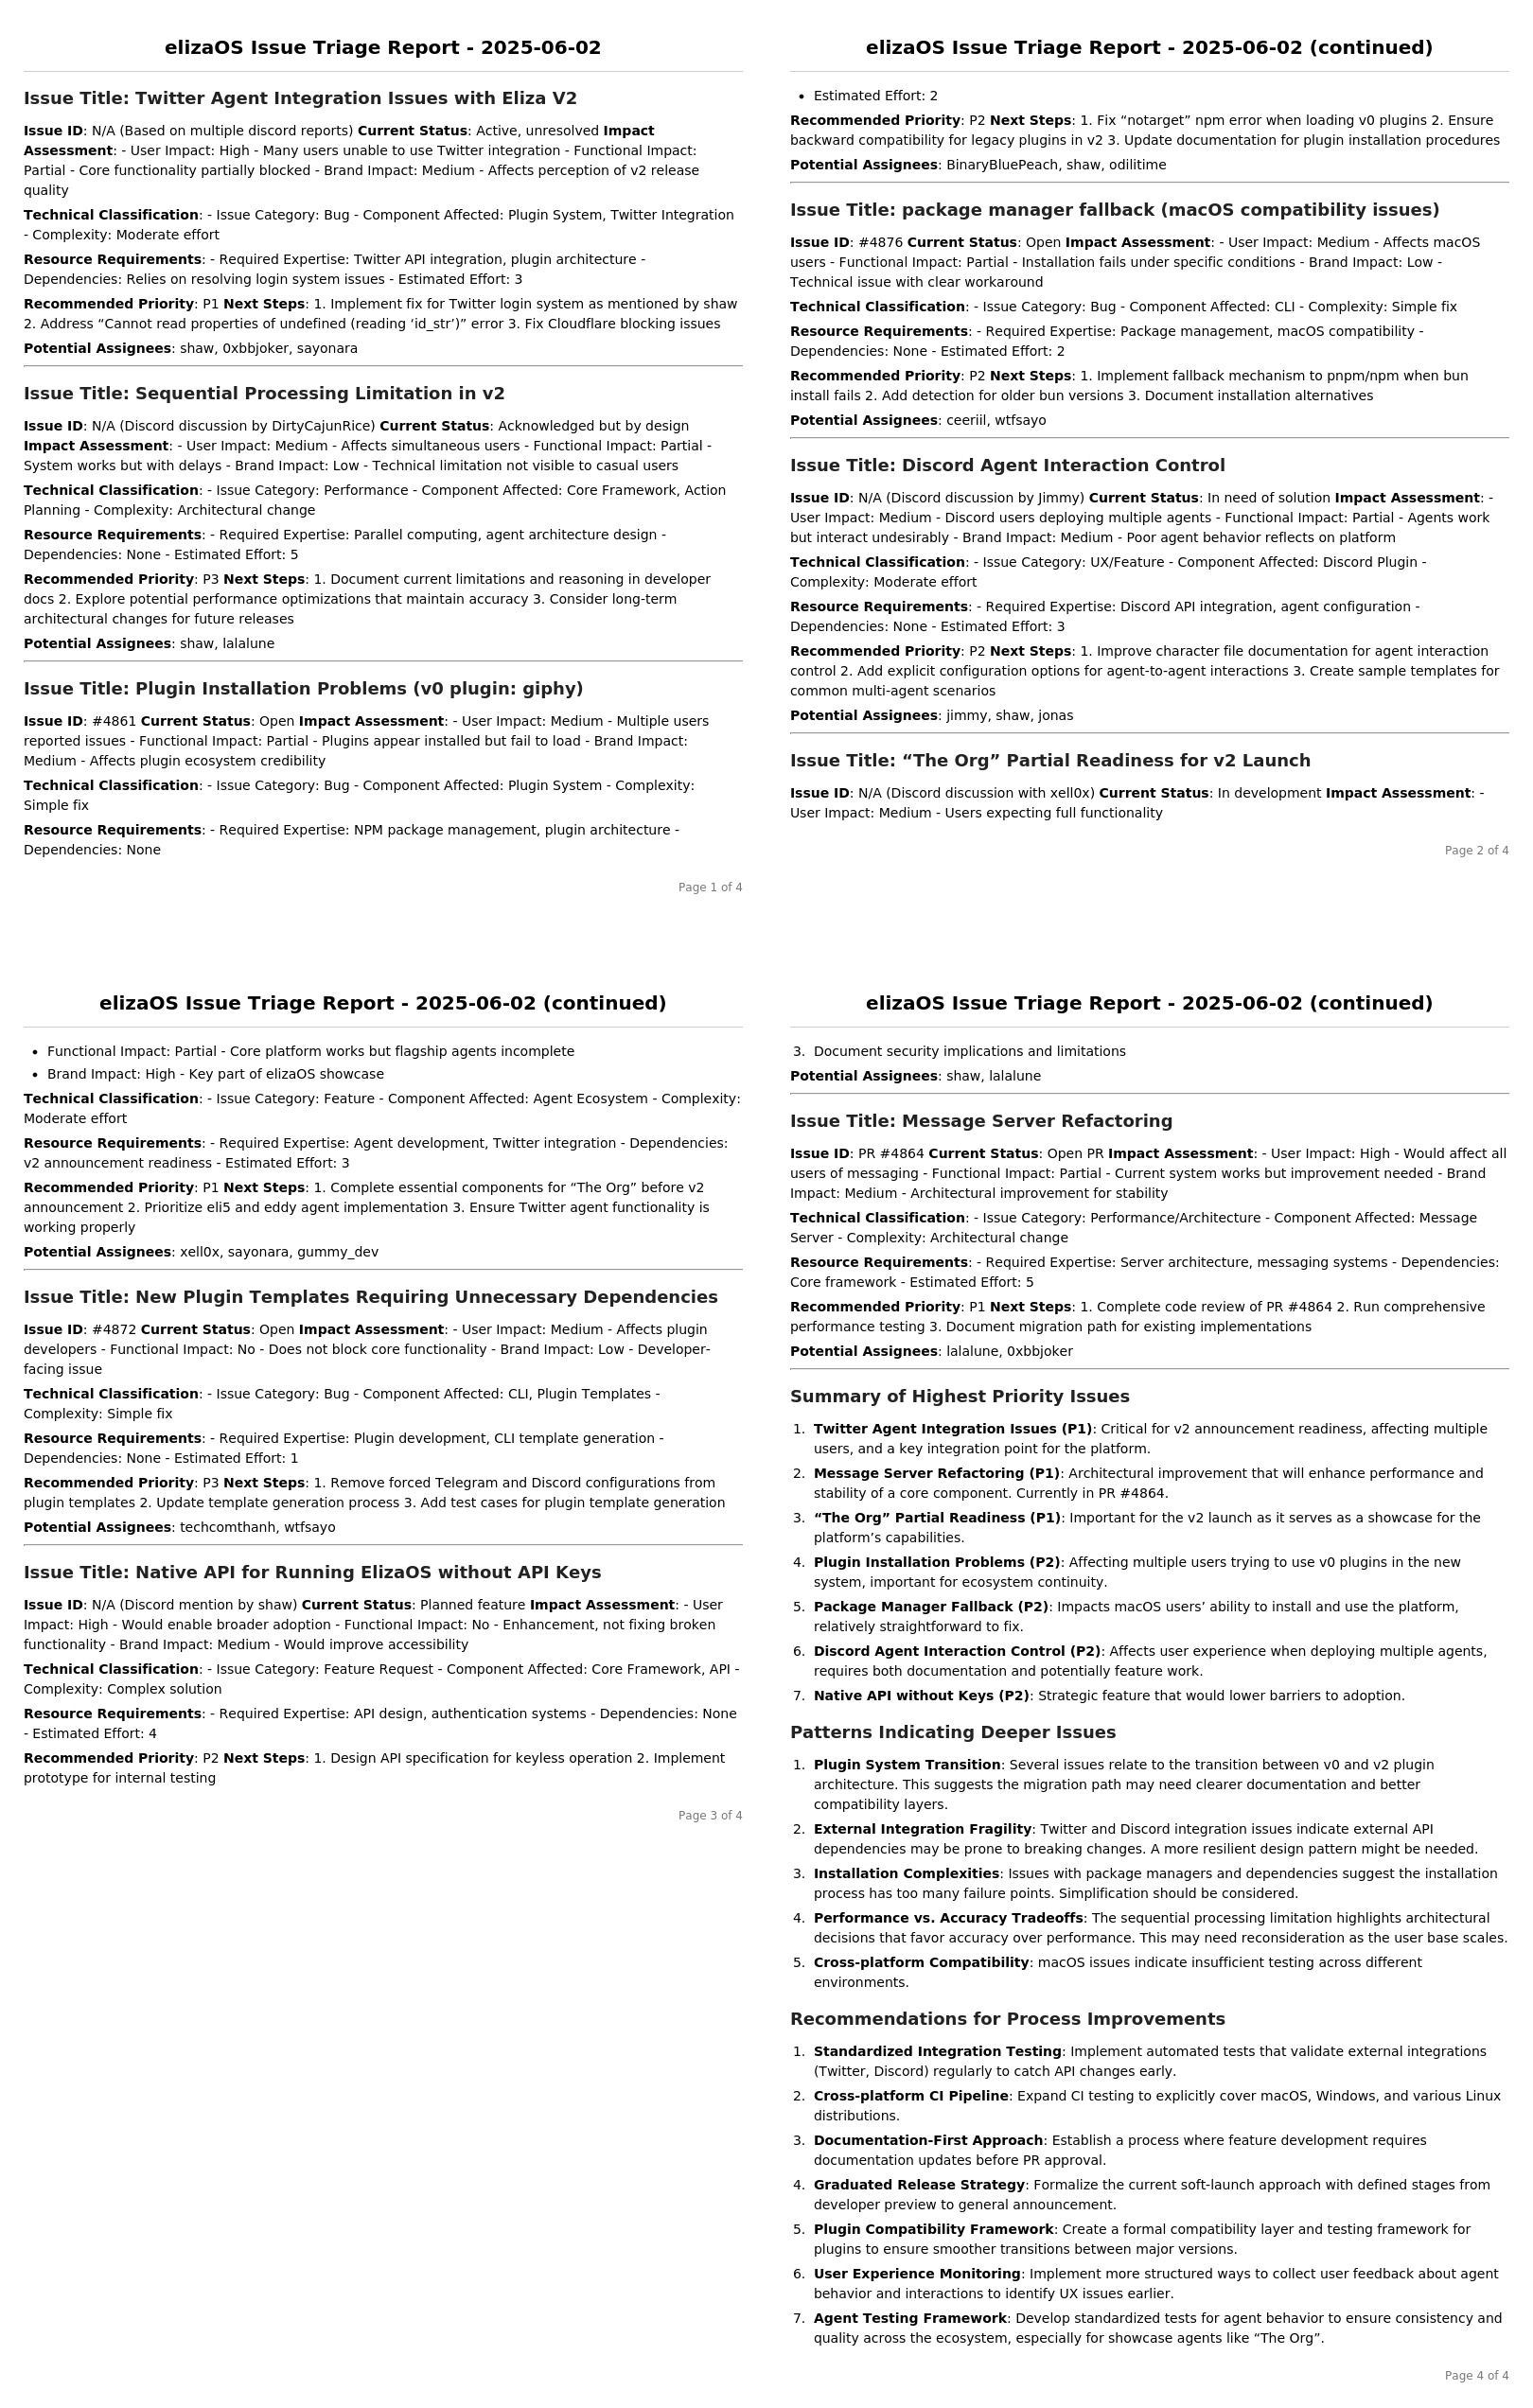 elizaOS Issue Triage Report - 2025-06-02
Issue Title: Twitter Agent Integration Issues with Eliza V2
Issue ID: N/A (Based on multiple discord reports) Current Status: Active, unresolved Impact
Assessment: - User Impact: High - Many users unable to use Twitter integration - Functional Impact:
Partial - Core functionality partially blocked - Brand Impact: Medium - Affects perception of v2 release
quality
Technical Classification: - Issue Category: Bug - Component Affected: Plugin System, Twitter Integration
- Complexity: Moderate effort
Resource Requirements: - Required Expertise: Twitter API integration, plugin architecture -
Dependencies: Relies on resolving login system issues - Estimated Effort: 3
Recommended Priority: P1 Next Steps: 1. Implement fix for Twitter login system as mentioned by shaw
2. Address “Cannot read properties of undefined (reading ‘id_str’)” error 3. Fix Cloudflare blocking issues
Potential Assignees: shaw, 0xbbjoker, sayonara
Issue Title: Sequential Processing Limitation in v2
Issue ID: N/A (Discord discussion by DirtyCajunRice) Current Status: Acknowledged but by design
Impact Assessment: - User Impact: Medium - Affects simultaneous users - Functional Impact: Partial -
System works but with delays - Brand Impact: Low - Technical limitation not visible to casual users
Technical Classification: - Issue Category: Performance - Component Affected: Core Framework, Action
Planning - Complexity: Architectural change
Resource Requirements: - Required Expertise: Parallel computing, agent architecture design -
Dependencies: None - Estimated Effort: 5
Recommended Priority: P3 Next Steps: 1. Document current limitations and reasoning in developer
docs 2. Explore potential performance optimizations that maintain accuracy 3. Consider long-term
architectural changes for future releases
Potential Assignees: shaw, lalalune
Issue Title: Plugin Installation Problems (v0 plugin: giphy)
Issue ID: #4861 Current Status: Open Impact Assessment: - User Impact: Medium - Multiple users
reported issues - Functional Impact: Partial - Plugins appear installed but fail to load - Brand Impact:
Medium - Affects plugin ecosystem credibility
Technical Classification: - Issue Category: Bug - Component Affected: Plugin System - Complexity:
Simple fix
Resource Requirements: - Required Expertise: NPM package management, plugin architecture -
Dependencies: None
Page 1 of 4
elizaOS Issue Triage Report - 2025-06-02 (continued)
• Estimated Effort: 2
Recommended Priority: P2 Next Steps: 1. Fix “notarget” npm error when loading v0 plugins 2. Ensure
backward compatibility for legacy plugins in v2 3. Update documentation for plugin installation procedures
Potential Assignees: BinaryBluePeach, shaw, odilitime
Issue Title: package manager fallback (macOS compatibility issues)
Issue ID: #4876 Current Status: Open Impact Assessment: - User Impact: Medium - Affects macOS
users - Functional Impact: Partial - Installation fails under specific conditions - Brand Impact: Low -
Technical issue with clear workaround
Technical Classification: - Issue Category: Bug - Component Affected: CLI - Complexity: Simple fix
Resource Requirements: - Required Expertise: Package management, macOS compatibility -
Dependencies: None - Estimated Effort: 2
Recommended Priority: P2 Next Steps: 1. Implement fallback mechanism to pnpm/npm when bun
install fails 2. Add detection for older bun versions 3. Document installation alternatives
Potential Assignees: ceeriil, wtfsayo
Issue Title: Discord Agent Interaction Control
Issue ID: N/A (Discord discussion by Jimmy) Current Status: In need of solution Impact Assessment: -
User Impact: Medium - Discord users deploying multiple agents - Functional Impact: Partial - Agents work
but interact undesirably - Brand Impact: Medium - Poor agent behavior reflects on platform
Technical Classification: - Issue Category: UX/Feature - Component Affected: Discord Plugin -
Complexity: Moderate effort
Resource Requirements: - Required Expertise: Discord API integration, agent configuration -
Dependencies: None - Estimated Effort: 3
Recommended Priority: P2 Next Steps: 1. Improve character file documentation for agent interaction
control 2. Add explicit configuration options for agent-to-agent interactions 3. Create sample templates for
common multi-agent scenarios
Potential Assignees: jimmy, shaw, jonas
Issue Title: “The Org” Partial Readiness for v2 Launch
Issue ID: N/A (Discord discussion with xell0x) Current Status: In development Impact Assessment: -
User Impact: Medium - Users expecting full functionality
Page 2 of 4
elizaOS Issue Triage Report - 2025-06-02 (continued)
• Functional Impact: Partial - Core platform works but flagship agents incomplete
• Brand Impact: High - Key part of elizaOS showcase
Technical Classification: - Issue Category: Feature - Component Affected: Agent Ecosystem - Complexity:
Moderate effort
Resource Requirements: - Required Expertise: Agent development, Twitter integration - Dependencies:
v2 announcement readiness - Estimated Effort: 3
Recommended Priority: P1 Next Steps: 1. Complete essential components for “The Org” before v2
announcement 2. Prioritize eli5 and eddy agent implementation 3. Ensure Twitter agent functionality is
working properly
Potential Assignees: xell0x, sayonara, gummy_dev
Issue Title: New Plugin Templates Requiring Unnecessary Dependencies
Issue ID: #4872 Current Status: Open Impact Assessment: - User Impact: Medium - Affects plugin
developers - Functional Impact: No - Does not block core functionality - Brand Impact: Low - Developer-
facing issue
Technical Classification: - Issue Category: Bug - Component Affected: CLI, Plugin Templates -
Complexity: Simple fix
Resource Requirements: - Required Expertise: Plugin development, CLI template generation -
Dependencies: None - Estimated Effort: 1
Recommended Priority: P3 Next Steps: 1. Remove forced Telegram and Discord configurations from
plugin templates 2. Update template generation process 3. Add test cases for plugin template generation
Potential Assignees: techcomthanh, wtfsayo
Issue Title: Native API for Running ElizaOS without API Keys
Issue ID: N/A (Discord mention by shaw) Current Status: Planned feature Impact Assessment: - User
Impact: High - Would enable broader adoption - Functional Impact: No - Enhancement, not fixing broken
functionality - Brand Impact: Medium - Would improve accessibility
Technical Classification: - Issue Category: Feature Request - Component Affected: Core Framework, API -
Complexity: Complex solution
Resource Requirements: - Required Expertise: API design, authentication systems - Dependencies: None
- Estimated Effort: 4
Recommended Priority: P2 Next Steps: 1. Design API specification for keyless operation 2. Implement
prototype for internal testing
Page 3 of 4
elizaOS Issue Triage Report - 2025-06-02 (continued)
3. Document security implications and limitations
Potential Assignees: shaw, lalalune
Issue Title: Message Server Refactoring
Issue ID: PR #4864 Current Status: Open PR Impact Assessment: - User Impact: High - Would affect all
users of messaging - Functional Impact: Partial - Current system works but improvement needed - Brand
Impact: Medium - Architectural improvement for stability
Technical Classification: - Issue Category: Performance/Architecture - Component Affected: Message
Server - Complexity: Architectural change
Resource Requirements: - Required Expertise: Server architecture, messaging systems - Dependencies:
Core framework - Estimated Effort: 5
Recommended Priority: P1 Next Steps: 1. Complete code review of PR #4864 2. Run comprehensive
performance testing 3. Document migration path for existing implementations
Potential Assignees: lalalune, 0xbbjoker
Summary of Highest Priority Issues
1. Twitter Agent Integration Issues (P1): Critical for v2 announcement readiness, affecting multiple
users, and a key integration point for the platform.
2. Message Server Refactoring (P1): Architectural improvement that will enhance performance and
stability of a core component. Currently in PR #4864.
3. “The Org” Partial Readiness (P1): Important for the v2 launch as it serves as a showcase for the
platform’s capabilities.
4. Plugin Installation Problems (P2): Affecting multiple users trying to use v0 plugins in the new
system, important for ecosystem continuity.
5. Package Manager Fallback (P2): Impacts macOS users’ ability to install and use the platform,
relatively straightforward to fix.
6. Discord Agent Interaction Control (P2): Affects user experience when deploying multiple agents,
requires both documentation and potentially feature work.
7. Native API without Keys (P2): Strategic feature that would lower barriers to adoption.
Patterns Indicating Deeper Issues
1. Plugin System Transition: Several issues relate to the transition between v0 and v2 plugin
architecture. This suggests the migration path may need clearer documentation and better
compatibility layers.
2. External Integration Fragility: Twitter and Discord integration issues indicate external API
dependencies may be prone to breaking changes. A more resilient design pattern might be needed.
3. Installation Complexities: Issues with package managers and dependencies suggest the installation
process has too many failure points. Simplification should be considered.
4. Performance vs. Accuracy Tradeoffs: The sequential processing limitation highlights architectural
decisions that favor accuracy over performance. This may need reconsideration as the user base scales.
5. Cross-platform Compatibility: macOS issues indicate insufficient testing across different
environments.
Recommendations for Process Improvements
1. Standardized Integration Testing: Implement automated tests that validate external integrations
(Twitter, Discord) regularly to catch API changes early.
2. Cross-platform CI Pipeline: Expand CI testing to explicitly cover macOS, Windows, and various Linux
distributions.
3. Documentation-First Approach: Establish a process where feature development requires
documentation updates before PR approval.
4. Graduated Release Strategy: Formalize the current soft-launch approach with defined stages from
developer preview to general announcement.
5. Plugin Compatibility Framework: Create a formal compatibility layer and testing framework for
plugins to ensure smoother transitions between major versions.
6. User Experience Monitoring: Implement more structured ways to collect user feedback about agent
behavior and interactions to identify UX issues earlier.
7. Agent Testing Framework: Develop standardized tests for agent behavior to ensure consistency and
quality across the ecosystem, especially for showcase agents like “The Org”.
Page 4 of 4